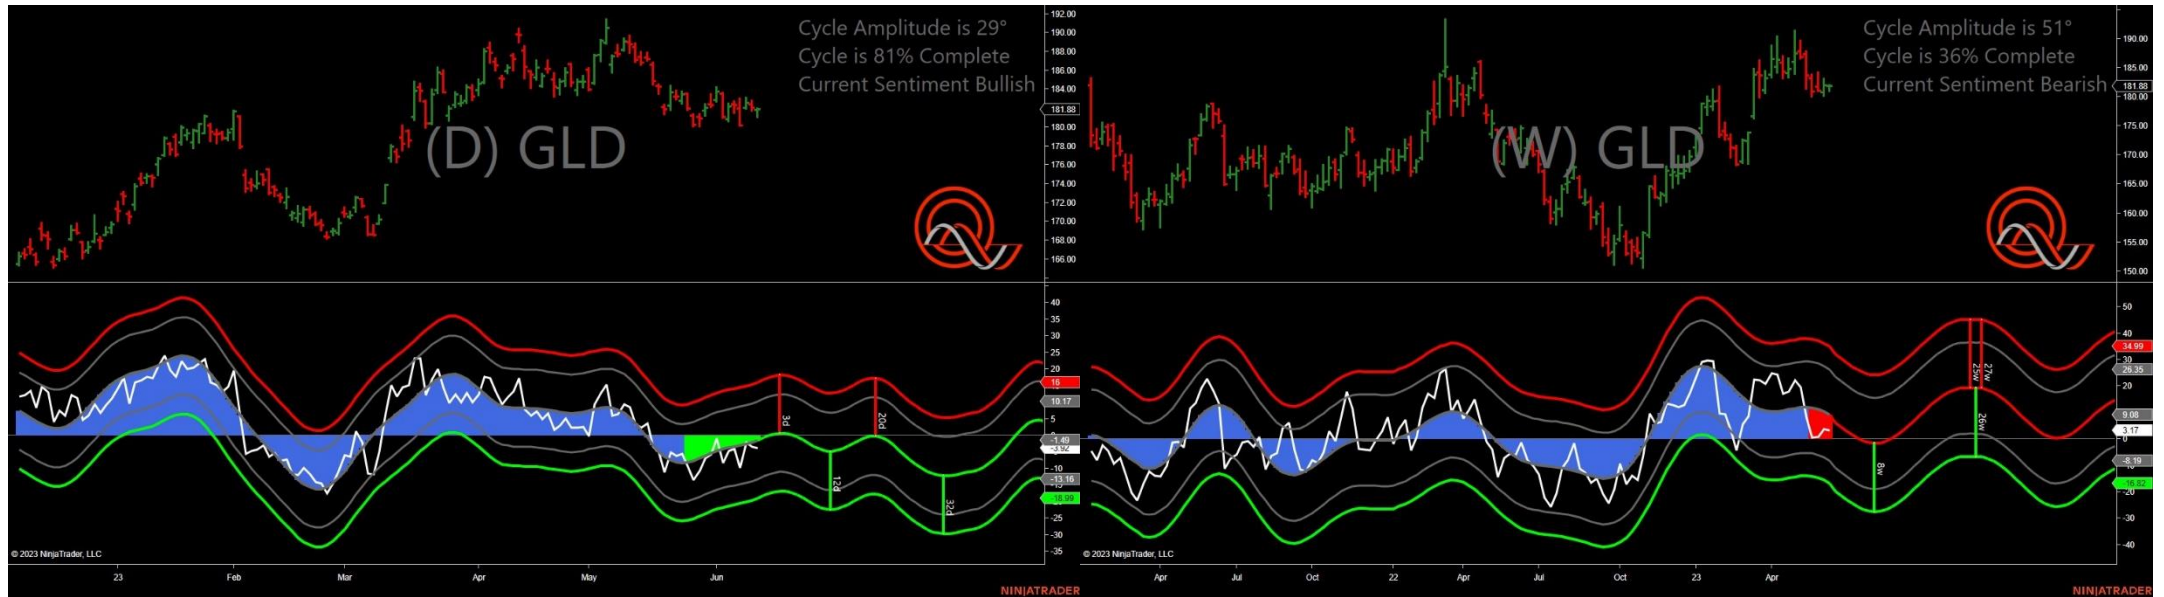 Cycle Amplitude is 29°
Cycle is 81% Complete
Current Sentiment Bullish
(D) GLD
192.00
190.00
188.00
186.00
184.00
181.88
180.00
178.00
176.00
174.00
172.00
170.00
168.00
166.00
40
35
30
25
20
16
10.17
5
-1.49
-3.92
-10
-13.16
-18.99
-25
-30
-35
3d
12d
20d
32d
© 2023 NinjaTrader, LLC
23 Feb Mar Apr May Jun
NINJATRADER
Cycle Amplitude is 51°
Cycle is 36% Complete
Current Sentiment Bearish
(W) GLD
190.00
185.00
181.88
180.00
175.00
170.00
165.00
160.00
155.00
150.00
50
40
34.99
30
26.35
20
9.08
3.17
0
-8.19
-16.82
-20
-30
-40
8w
25w
27w
26w
© 2023 NinjaTrader, LLC
Apr Jul Oct 22 Apr Jul Oct 23 Apr
NINJATRADER